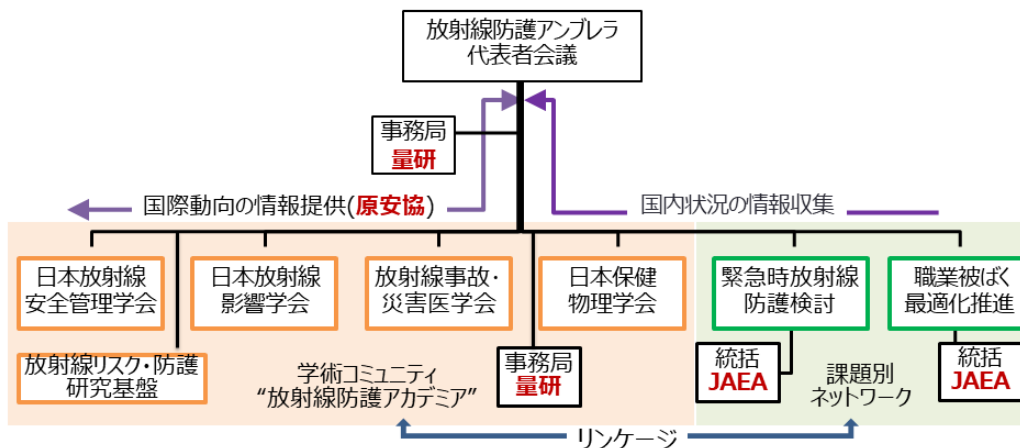 放射線防護アンブレラ
代表者会議
事務局
量研
国際動向の情報提供(原安協)
国内状況の情報収集
日本放射線
安全管理学会
日本放射線
影響学会
放射線事故・
災害医学会
日本保健
物理学会
緊急時放射線
防護検討
職業被ばく
最適化推進
放射線リスク・防護
研究基盤
学術コミュニティ
“放射線防護アカデミア”
事務局
量研
統括
JAEA
課題別
ネットワーク
統括
JAEA
リンケージ